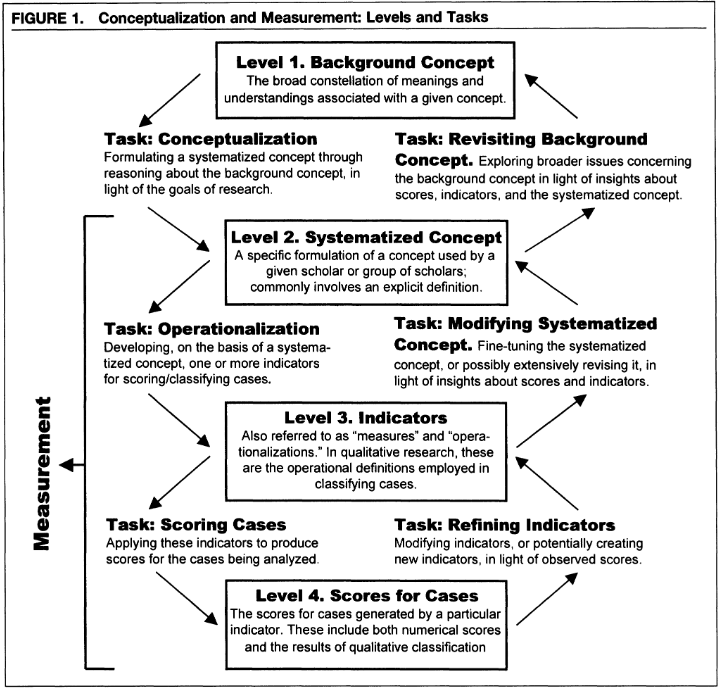 FIGURE 1. Conceptualization and Measurement: Levels and Tasks
Level 1. Background Concept
The broad constellation of meanings and
understandings associated with a given concept.
Task: Conceptualization
Formulating a systematized concept through
reasoning about the background concept, in
light of the goals of research.
Task: Revisiting Background
Concept. Exploring broader issues concerning
the background concept in light of insights about
scores, indicators, and the systematized concept.
Level 2. Systematized Concept
A specific formulation of a concept used by a
given scholar or group of scholars;
commonly involves an explicit definition.
Task: Operationalization
Developing, on the basis of a systema-
tized concept, one or more indicators
for scoring/classifying cases.
Task: Modifying Systematized
Concept. Fine-tuning the systematized
concept, or possibly extensively revising it, in
light of insights about scores and indicators.
Measurement
Level 3. Indicators
Also referred to as “measures” and “opera-
tionalizations.” In qualitative research, these
are the operational definitions employed in
classifying cases.
Task: Scoring Cases
Applying these indicators to produce
scores for the cases being analyzed.
Task: Refining Indicators
Modifying indicators, or potentially creating
new indicators, in light of observed scores.
Level 4. Scores for Cases
The scores for cases generated by a particular
indicator. These include both numerical scores
and the results of qualitative classification